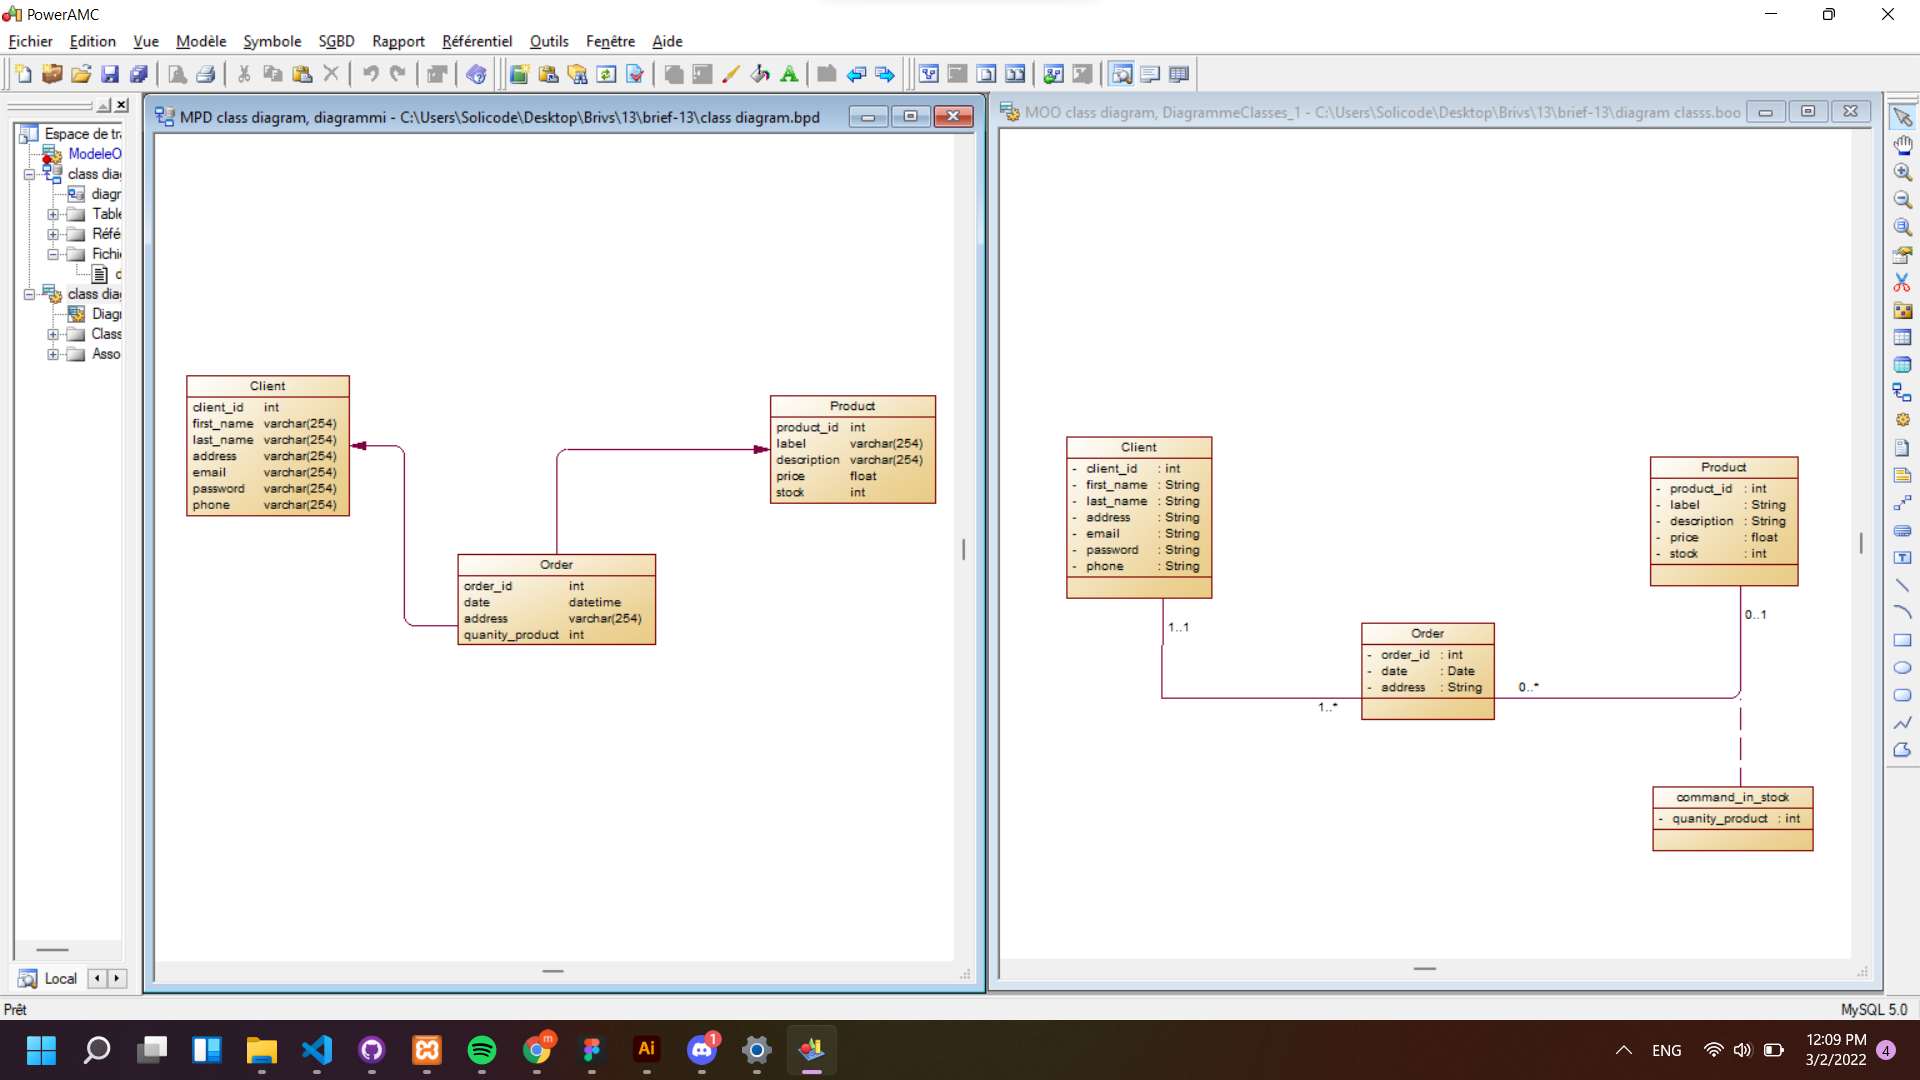 PowerAMC
Fichier Edition Vue Modèle Symbole SGBD Rapport Référentiel Outils Fenêtre Aide
Espace de tr
ModeleO
class dia
diagr
Table
Réfé
Fichi
d
class dia
Diagr
Class
Asso
Local
MPD class diagram, diagrammi - C:\Users\Solicode\Desktop\Brivs\13\brief-13\class diagram.bpd
Client
client_id int
first_name varchar(254)
last_name varchar(254)
address varchar(254)
email varchar(254)
password varchar(254)
phone varchar(254)
Product
product_id int
label varchar(254)
description varchar(254)
price float
stock int
Order
order_id int
date datetime
address varchar(254)
quanity_product int
MOO class diagram, DiagrammeClasses_1 - C:\Users\Solicode\Desktop\Brivs\13\brief-13\diagram classs.boo
Client
- client_id : int
- first_name : String
- last_name : String
- address : String
- email : String
- password : String
- phone : String
1..1
1..*
Order
- order_id : int
- date : Date
- address : String
0..*
Product
- product_id : int
- label : String
- description : String
- price : float
- stock : int
0..1
command_in_stock
- quanity_product : int
Prêt
MySQL 5.0
m
Ai
1
ENG
12:09 PM
3/2/2022
4